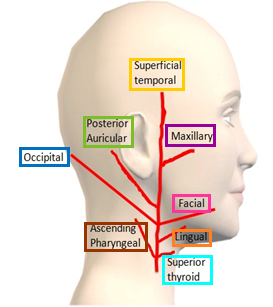 Superficial
temporal
Posterior
Auricular
Maxillary
Occipital
Facial
Ascending
Pharyngeal
Lingual
Superior
thyroid